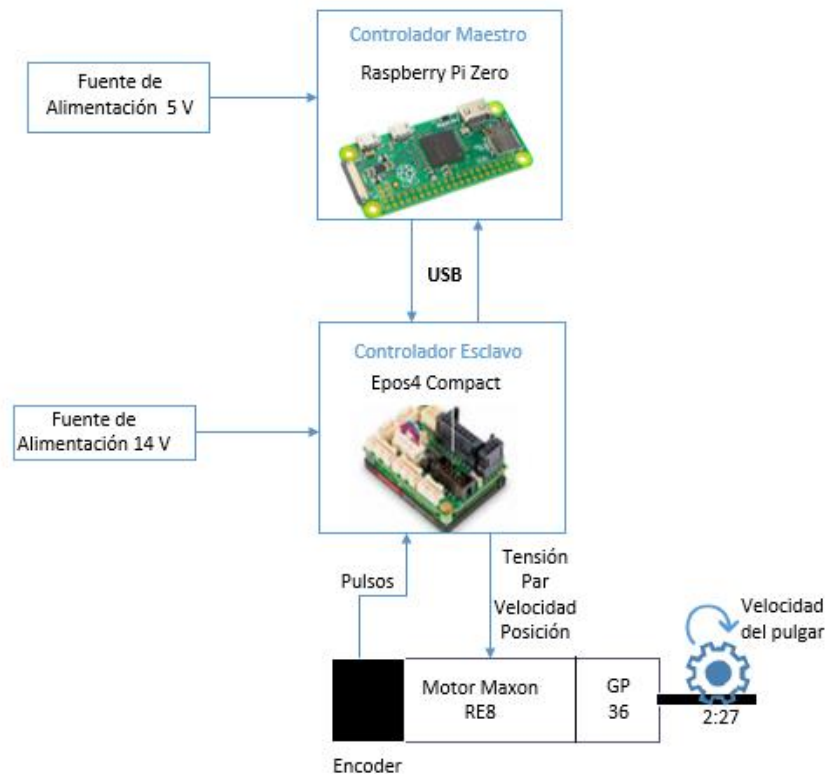 Controlador Maestro
Raspberry Pi Zero
Fuente de
Alimentación 5 V
USB
Controlador Esclavo
Epos4 Compact
Fuente de
Alimentación 14 V
Pulsos
Tensión
Par
Velocidad
Posición
Velocidad
del pulgar
Motor Maxon
RE8
GP
36
2:27
Encoder